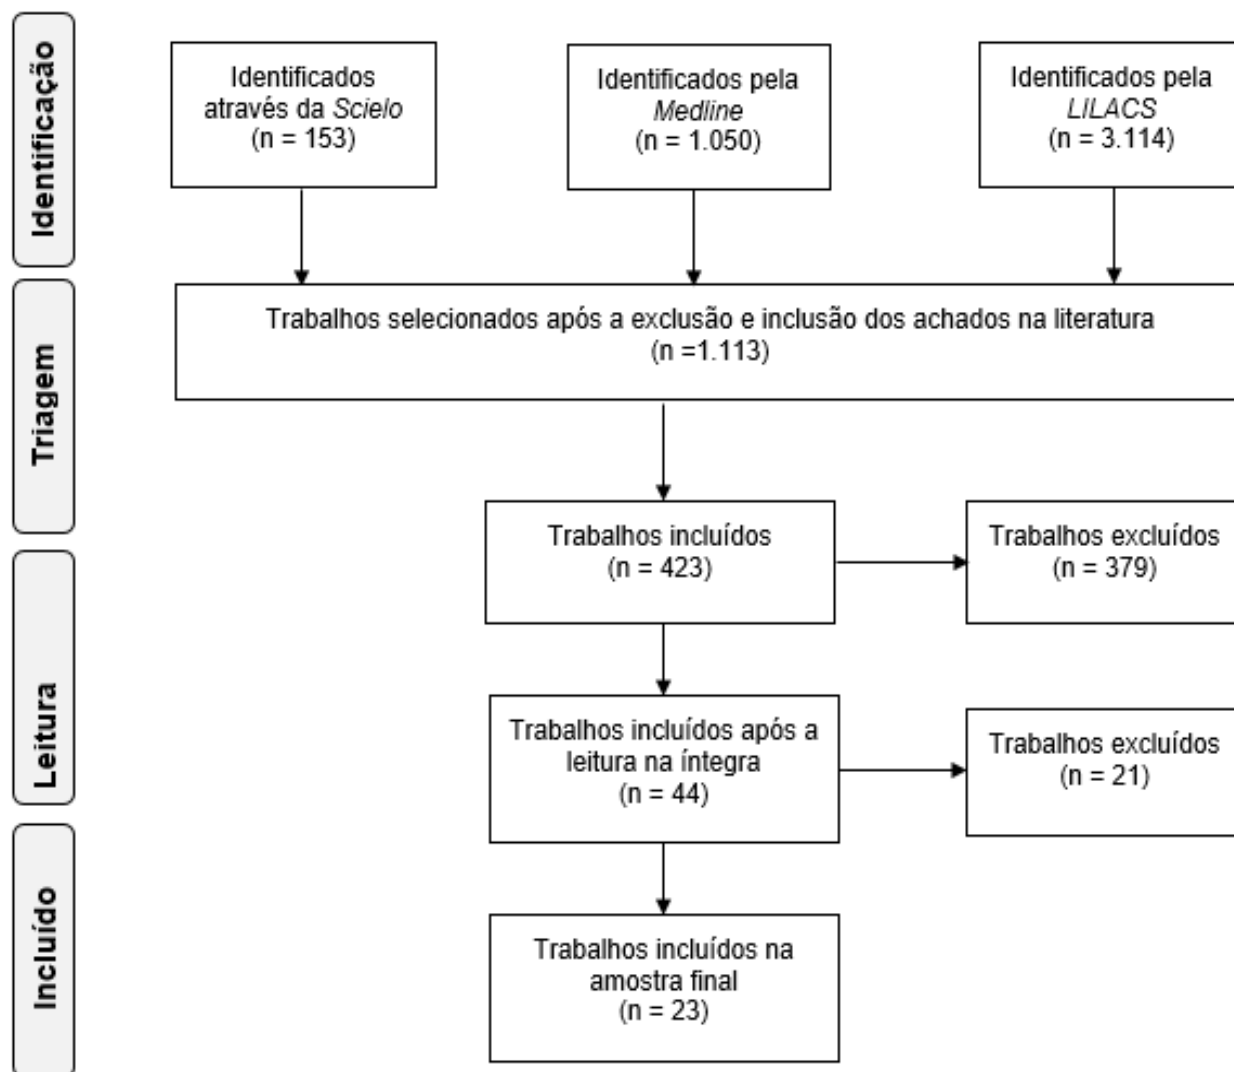 Identificação
Identificados
através da Scielo
(n = 153)
Identificados pela
Medline
(n = 1.050)
Identificados pela
LILACS
(n = 3.114)
Triagem
Trabalhos selecionados após a exclusão e inclusão dos achados na literatura
(n =1.113)
Trabalhos incluídos
(n = 423)
Trabalhos excluídos
(n = 379)
Leitura
Trabalhos incluídos após a
leitura na íntegra
(n = 44)
Trabalhos excluídos
(n = 21)
Incluído
Trabalhos incluídos na
amostra final
(n = 23)